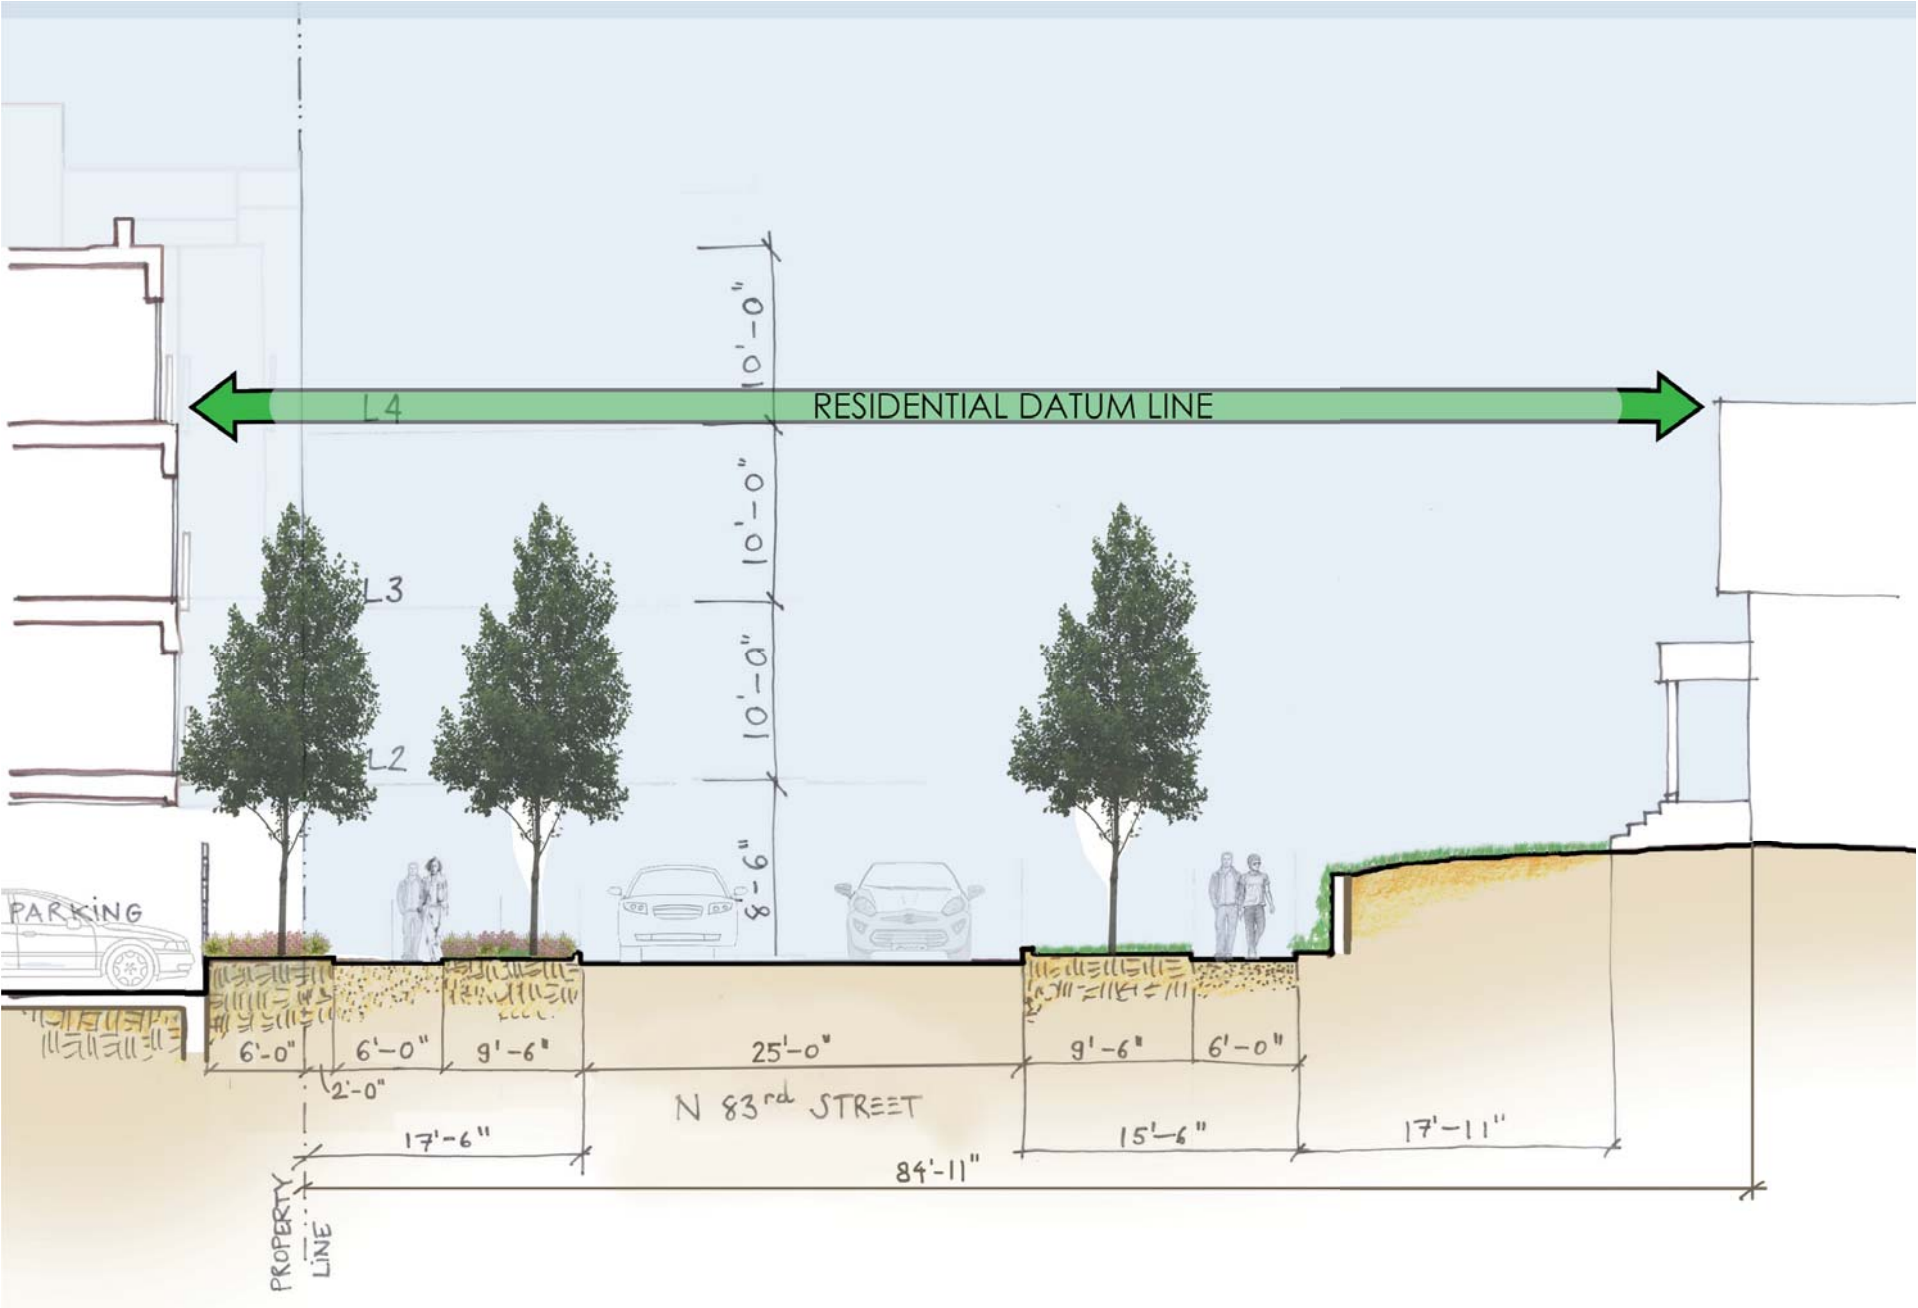 10'-0"
L4
RESIDENTIAL DATUM LINE
10'-0"
L3
10'-0"
L2
8'-6"
PARKING
6'-0"
6'-0"
9'-6"
25'-0"
9'-6"
6'-0"
2'-0"
N 83rd STREET
17'-6"
15'-6"
17'-11"
84'-11"
PROPERTY
LINE